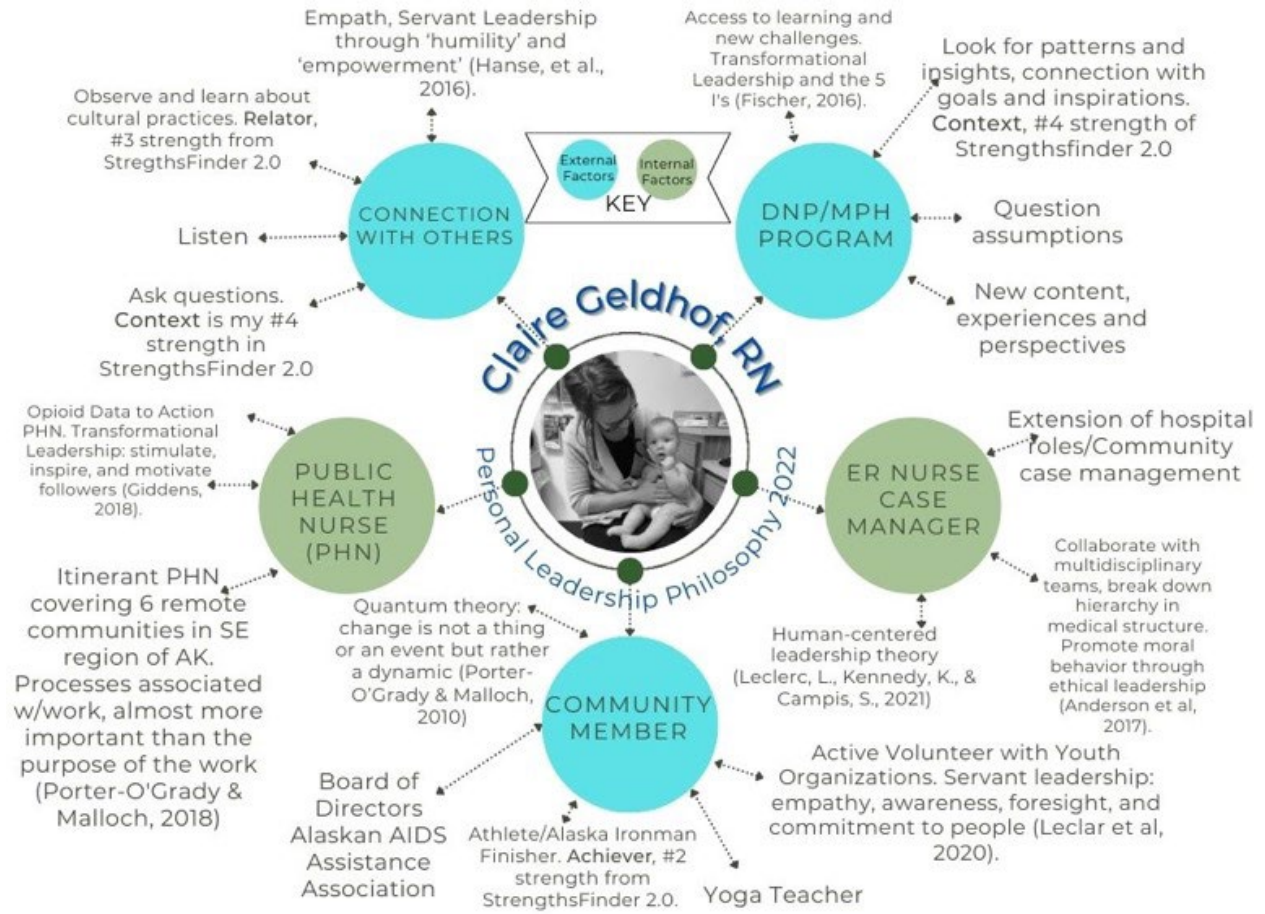 Empath, Servant Leadership
through ‘humility’ and
‘empowerment’ (Hanse, et al.,
2016).
Observe and learn about
cultural practices. Relator,
#3 strength from
StregthsFinder 2.0
Listen
Ask questions.
Context is my #4
strength in
StrengthsFinder 2.0
CONNECTION
WITH OTHERS
External
Factors
Internal
Factors
KEY
Access to learning and
new challenges.
Transformational
Leadership and the 5
I's (Fischer, 2016).
Look for patterns and
insights, connection with
goals and inspirations.
Context, #4 strength of
Strengthsfinder 2.0
DNP/MPH
PROGRAM
Question
assumptions
New content,
experiences and
perspectives
Claire Geldhof, RN
Personal Leadership Philosophy 2022
Opioid Data to Action
PHN. Transformational
Leadership: stimulate,
inspire, and motivate
followers (Giddens,
2018).
PUBLIC
HEALTH
NURSE
(PHN)
Itinerant PHN
covering 6 remote
communities in SE
region of AK.
Processes associated
w/work, almost more
important than the
purpose of the work
(Porter-O'Grady &
Malloch, 2018)
ER NURSE
CASE
MANAGER
Extension of hospital
roles/Community
case management
Collaborate with
multidisciplinary
teams, break down
hierarchy in
medical structure.
Promote moral
behavior through
ethical leadership
(Anderson et al,
2017).
Human-centered
leadership theory
(Leclerc, L., Kennedy, K., &
Campis, S., 2021)
Quantum theory:
change is not a thing
or an event but rather
a dynamic (Porter-
O’Grady & Malloch,
2010)
COMMUNITY
MEMBER
Board of
Directors
Alaskan AIDS
Assistance
Association
Athlete/Alaska Ironman
Finisher. Achiever, #2
strength from
StrengthsFinder 2.0.
Yoga Teacher
Active Volunteer with Youth
Organizations. Servant leadership:
empathy, awareness, foresight, and
commitment to people (Leclar et al,
2020).